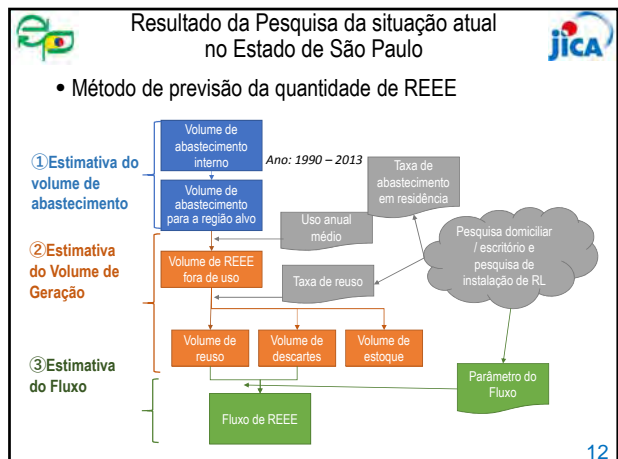 Resultado da Pesquisa da situação atual
no Estado de São Paulo
jICA
• Método de previsão da quantidade de REEE
①Estimativa do
volume de
abastecimento
Volume de
abastecimento
interno
Ano: 1990 – 2013
Taxa de
abastecimento
em residência
Volume de
abastecimento
para a região alvo
Uso anual
médio
Pesquisa domiciliar
/ escritório e
pesquisa de
instalação de RL
②Estimativa
do Volume de
Geração
Volume de REEE
fora de uso
Taxa de reuso
Volume de
reuso
Volume de
descartes
Volume de
estoque
③Estimativa
do Fluxo
Parâmetro do
Fluxo
Fluxo de REEE
12